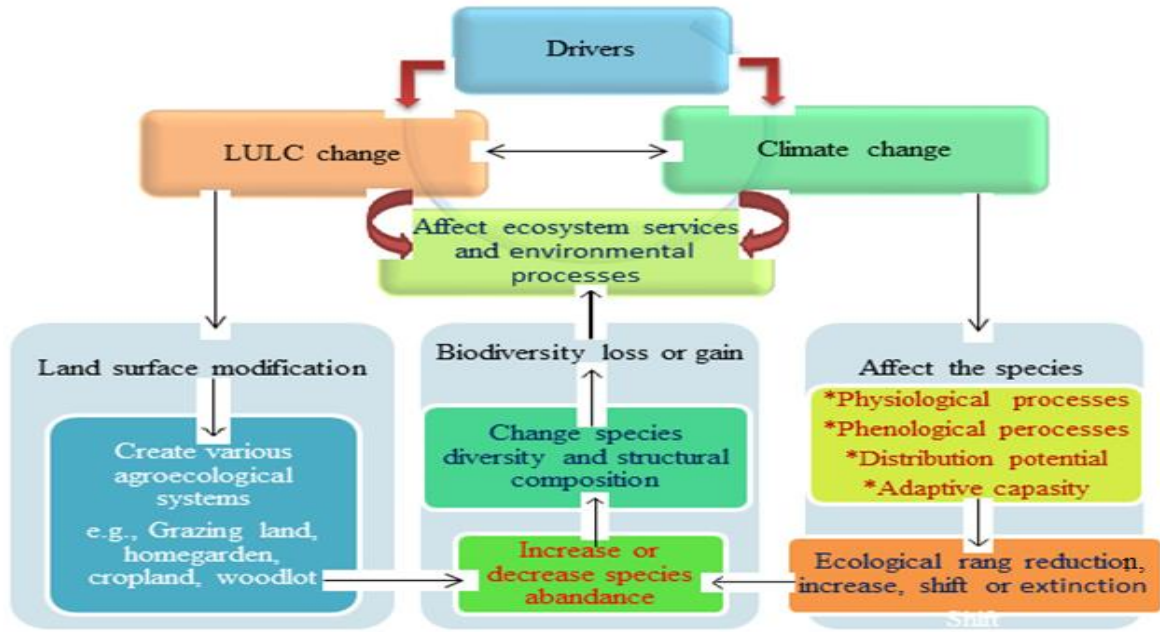 Drivers
LULC change
Climate change
Affect ecosystem services
and environmental
processes
Land surface modification
Create various
agroecological
systems
e.g., Grazing land,
homegarden,
cropland, woodlot
Biodiversity loss or gain
Change species
diversity and structural
composition
Increase or
decrease species
abundance
Affect the species
*Physiological processes
*Phenological perocesses
*Distribution potential
*Adaptive capasity
Ecological rang reduction,
increase, shift or extinction
Shift